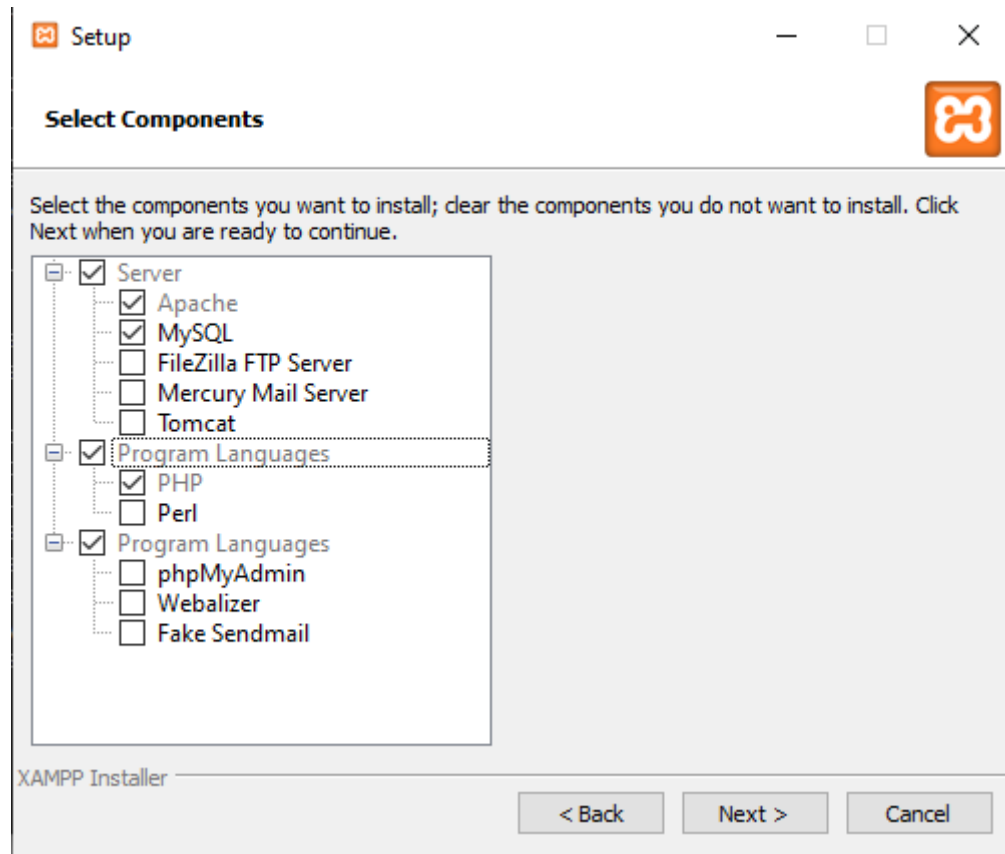 Setup
Select Components
Select the components you want to install; clear the components you do not want to install. Click
Next when you are ready to continue.
Server
Apache
MySQL
FileZilla FTP Server
Mercury Mail Server
Tomcat
Program Languages
PHP
Perl
Program Languages
phpMyAdmin
Webalizer
Fake Sendmail
XAMPP Installer
< Back
Next >
Cancel